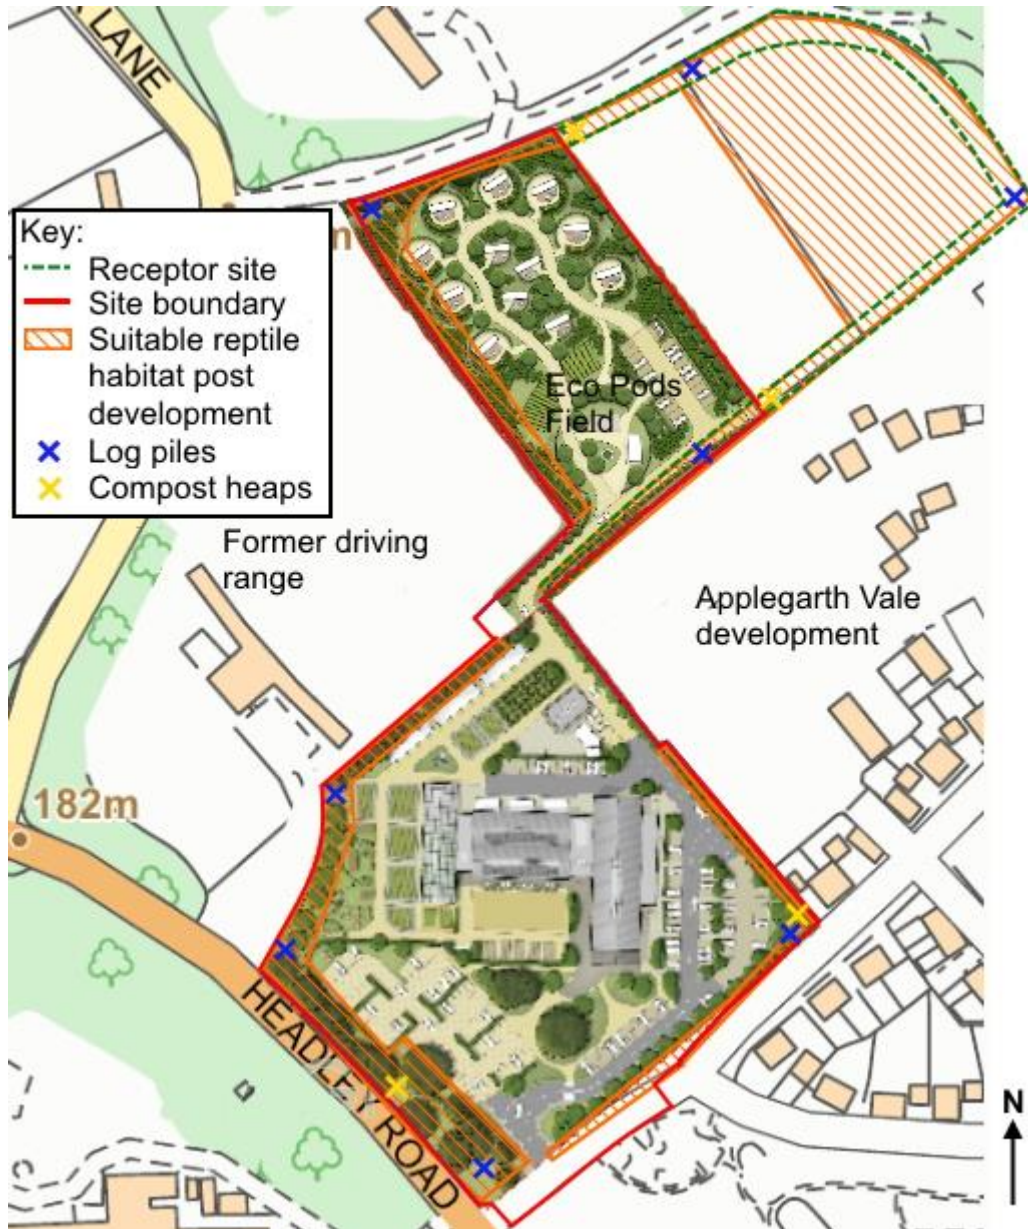 LANE
m
Key:
Receptor site
Site boundary
Suitable reptile
habitat post
development
Log piles
Compost heaps
Eco Pods
Field
Former driving
range
Applegarth Vale
development
182m
HEADLEY ROAD
N